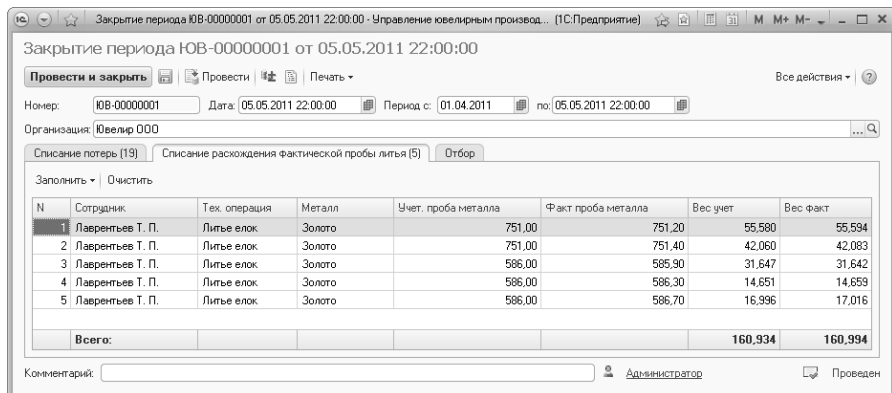 1С Закрытие периода ЮВ-00000001 от 05.05.2011 22:00:00 - Управление ювелирным производ... (1С:Предприятие) 31 M M+ M-
Закрытие периода ЮВ-00000001 от 05.05.2011 22:00:00
Провести и закрыть Провести Печать Все действия ?
Номер: ЮВ-00000001 Дата: 05.05.2011 22:00:00 Период с: 01.04.2011 по: 05.05.2011 22:00:00
Организация: Ювелир ООО ...
Списание потерь (19) Списание расхождения фактической пробы литья (5) Отбор
Заполнить Очистить
N Сотрудник Тех. операция Металл Учет. проба металла Факт проба металла Вес учет Вес факт
1 Лаврентьев Т. П. Литье елок Золото 751,00 751,20 55,580 55,594
2 Лаврентьев Т. П. Литье елок Золото 751,00 751,40 42,060 42,083
3 Лаврентьев Т. П. Литье елок Золото 586,00 585,90 31,647 31,642
4 Лаврентьев Т. П. Литье елок Золото 586,00 586,30 14,651 14,659
5 Лаврентьев Т. П. Литье елок Золото 586,00 586,70 16,996 17,016
Всего: 160,934 160,994
Комментарий: Администратор Проведен